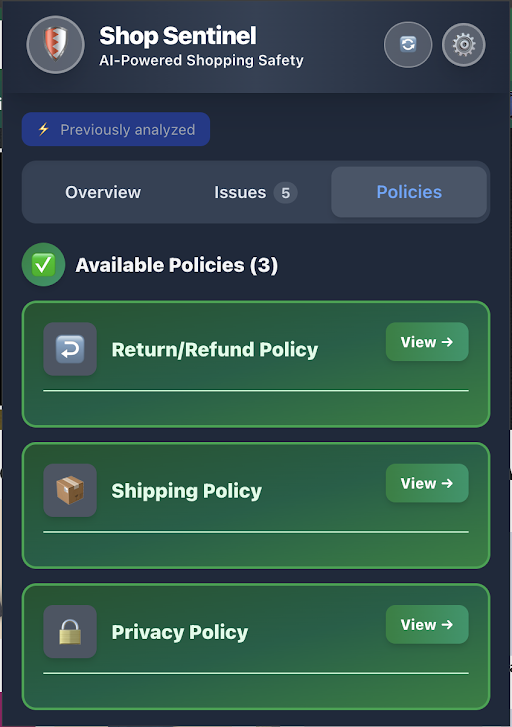 Shop Sentinel
AI-Powered Shopping Safety
Previously analyzed
Overview
Issues 5
Policies
Available Policies (3)
Return/Refund Policy
View →
Shipping Policy
View →
Privacy Policy
View →